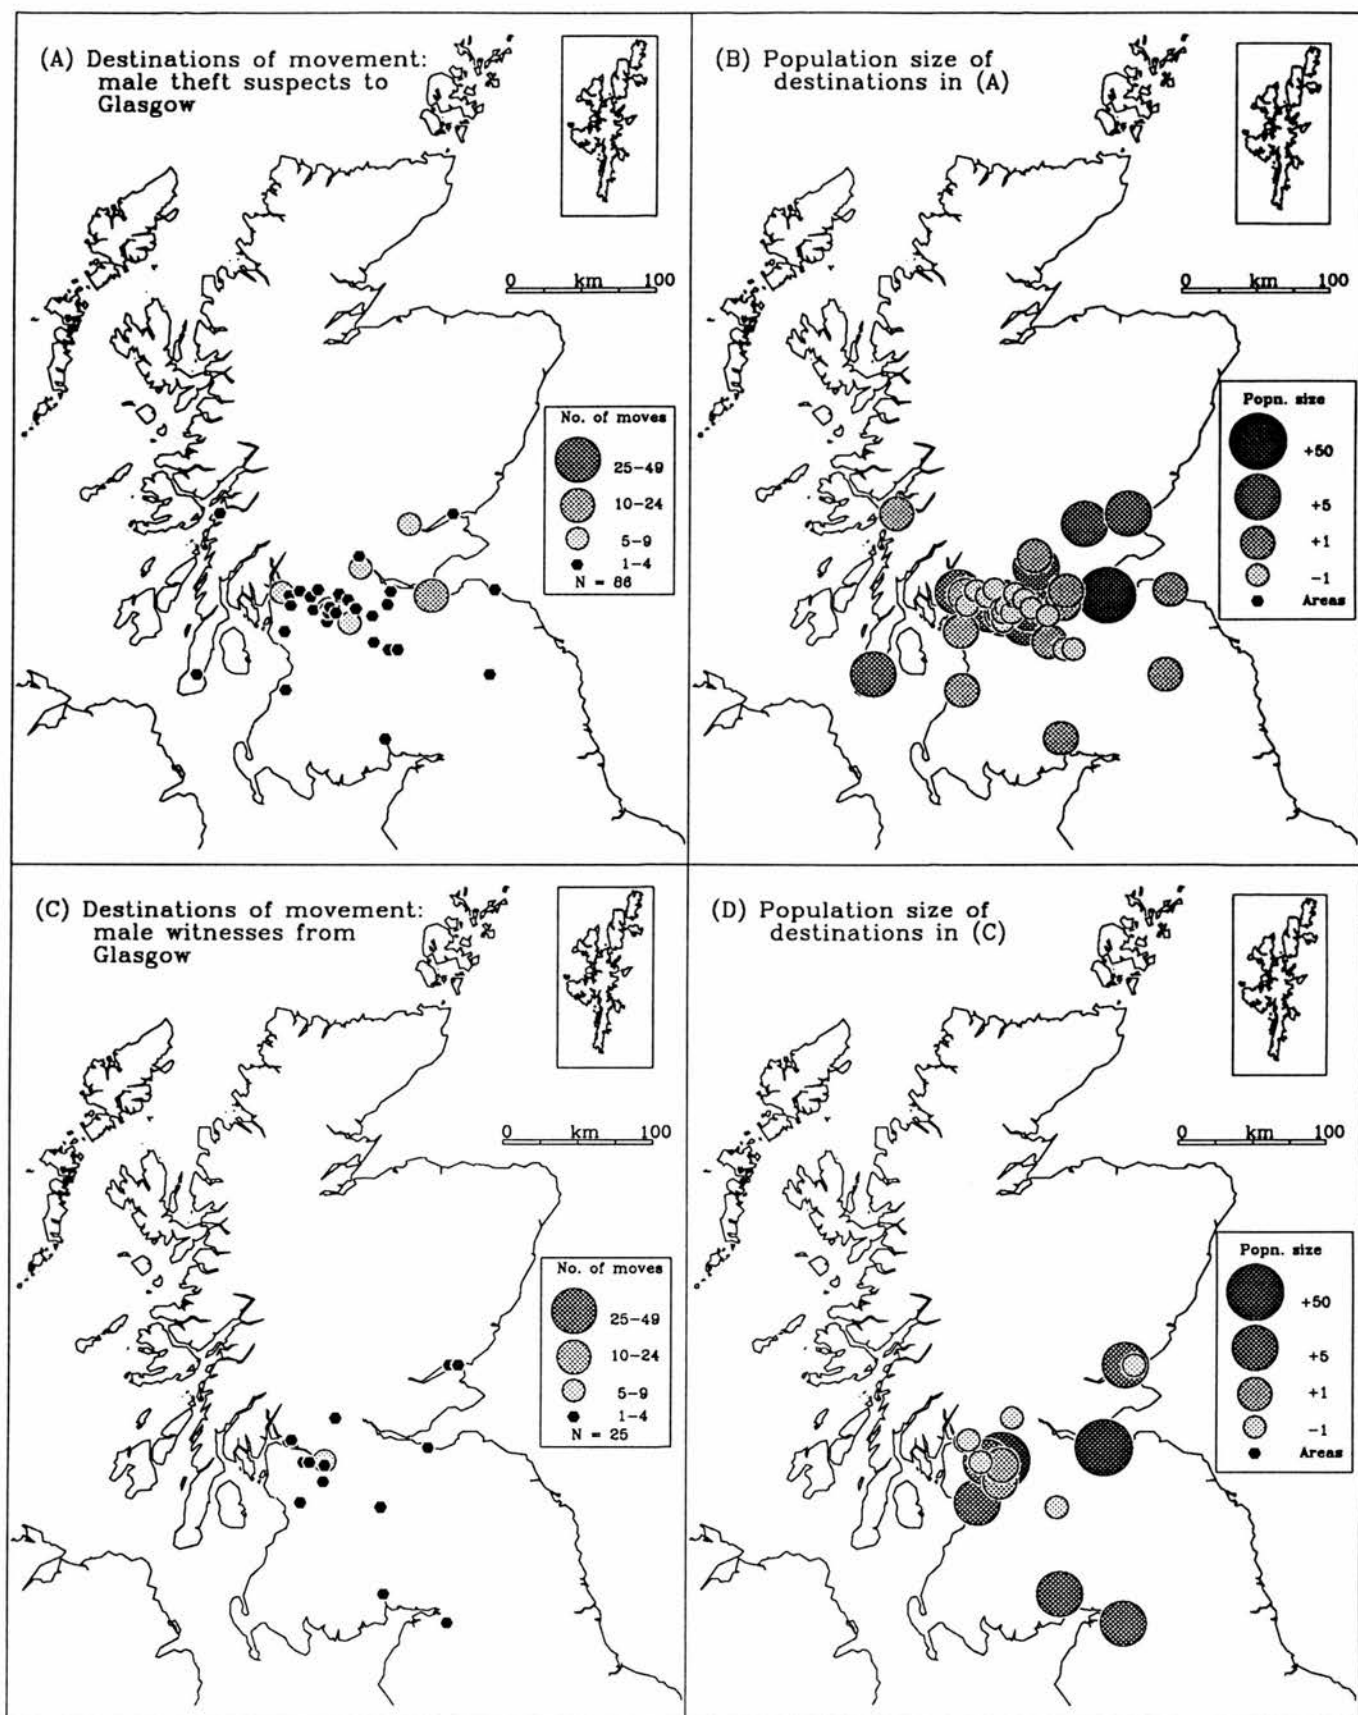 (A) Destinations of movement:
male theft suspects to
Glasgow
0 km 100
No. of moves
25-49
10-24
5-9
1-4
N = 86
(B) Population size of
destinations in (A)
0 km 100
Popn. size
+50
+5
+1
-1
Areas
(C) Destinations of movement:
male witnesses from
Glasgow
0 km 100
No. of moves
25-49
10-24
5-9
1-4
N = 25
(D) Population size of
destinations in (C)
0 km 100
Popn. size
+50
+5
+1
-1
Areas